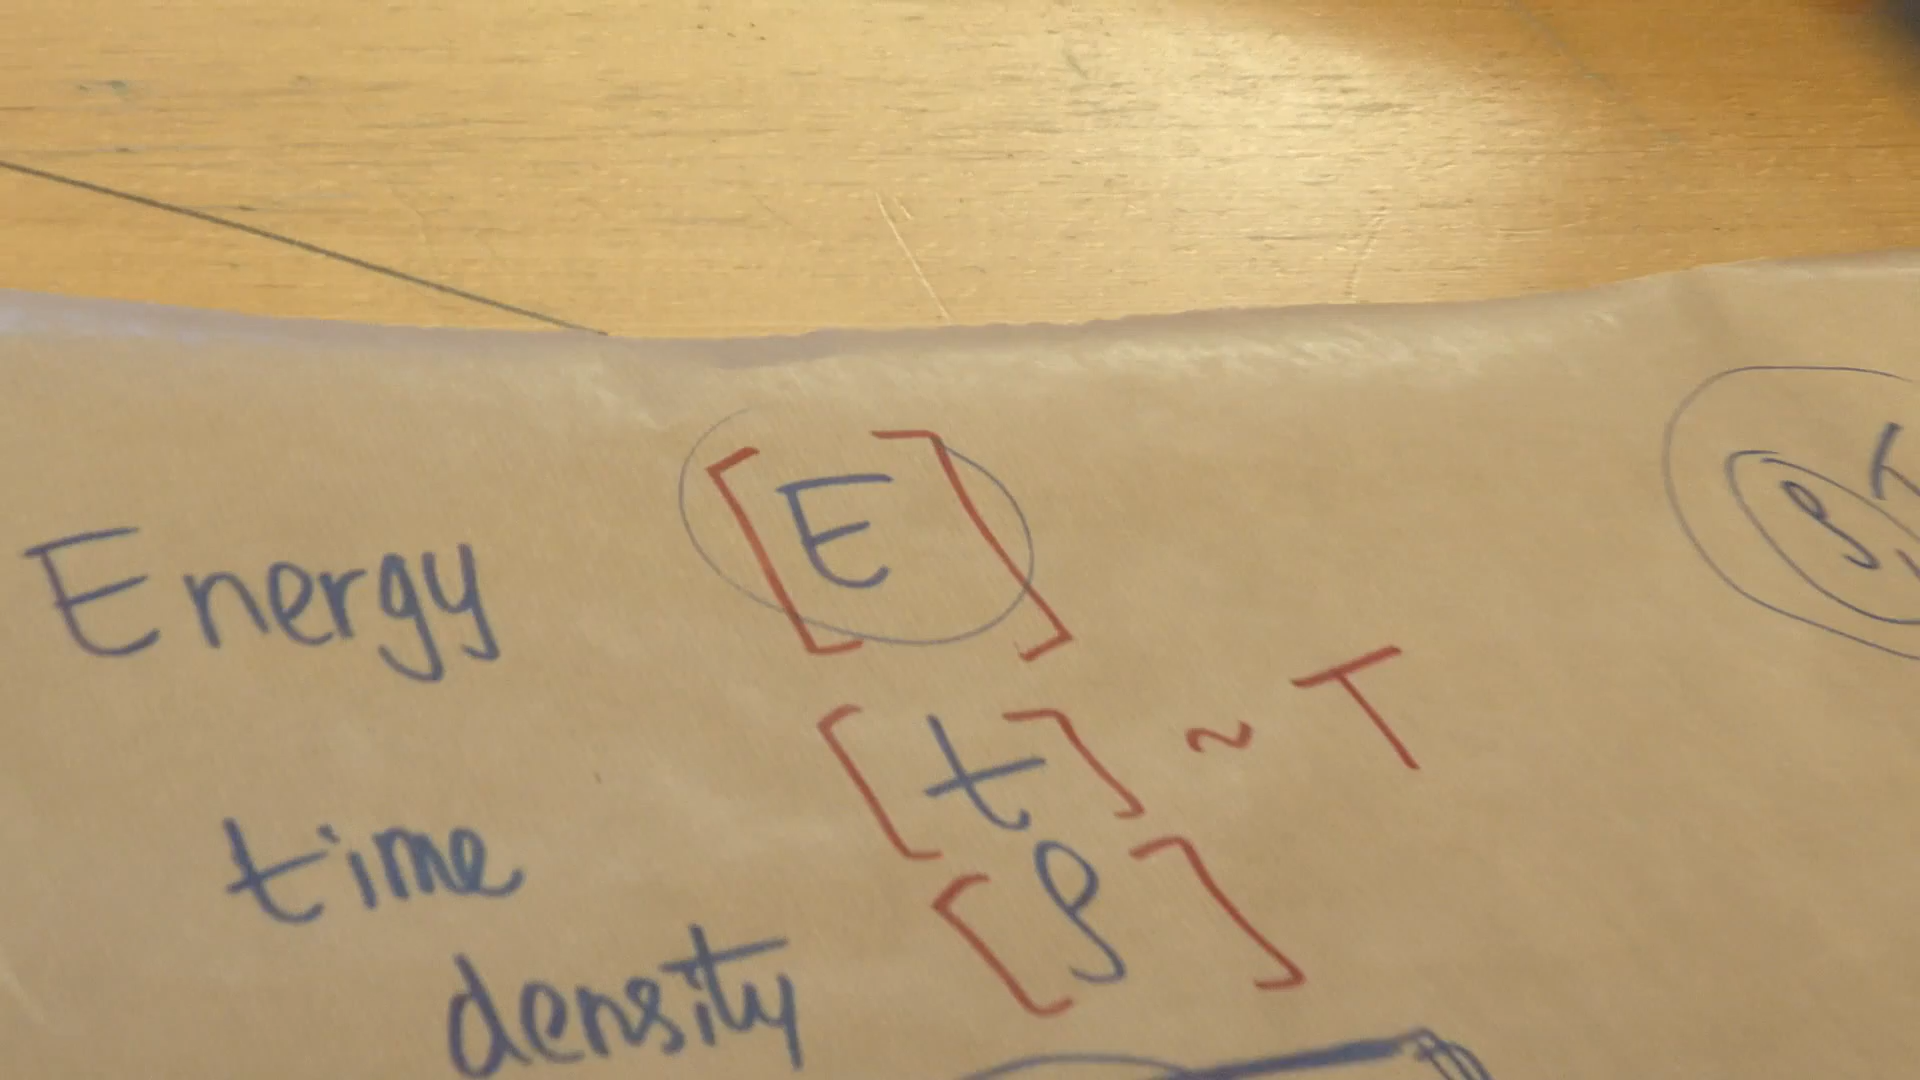 Energy [E]
time [t] ~ T
density [ρ]
ρ,